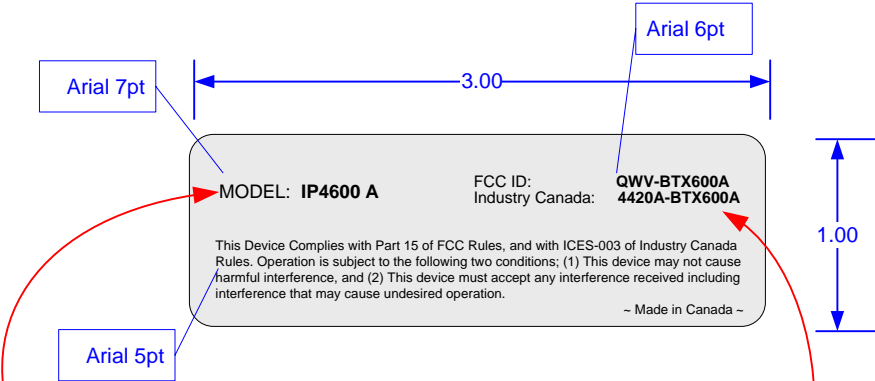 Arial 6pt
Arial 7pt
3.00
MODEL: IP4600 A
FCC ID: QWV-BTX600A
Industry Canada: 4420A-BTX600A
1.00
This Device Complies with Part 15 of FCC Rules, and with ICES-003 of Industry Canada
Rules. Operation is subject to the following two conditions; (1) This device may not cause
harmful interference, and (2) This device must accept any interference received including
interference that may cause undesired operation.
~ Made in Canada ~
Arial 5pt